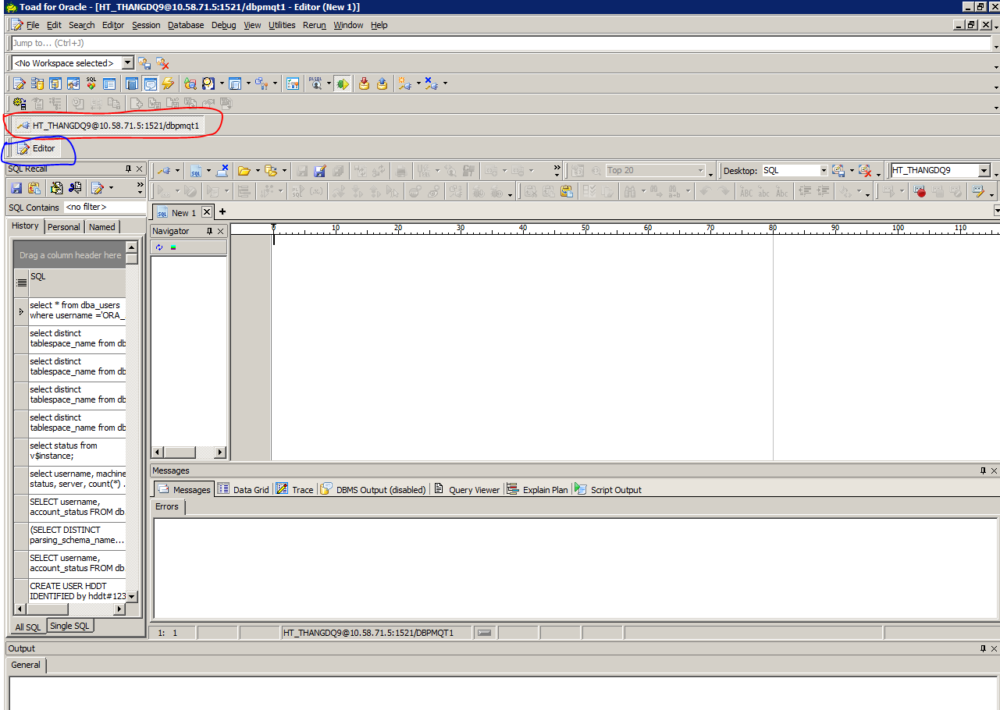 Toad for Oracle - [HT_THANGDQ9@10.58.71.5:1521/dbpmqt1 - Editor (New 1)]
File Edit Search Editor Session Database Debug View Utilities Rerun Window Help
Jump to... (Ctrl+J)
<No Workspace selected>
SQL
PLSQL
HT_THANGDQ9@10.58.71.5:1521/dbpmqt1
Editor
SQL Recall
SQL
Top 20
Desktop: SQL
HT_THANGDQ9
SQL Contains <no filter>
ABC abc Abc
History Personal Named
SQL New 1
Navigator
0 10 20 30 40 50 60 70 80 90 100 110
Drag a column header here
SQL
select * from dba_users
where username ='ORA_
select distinct
tablespace_name from db
select distinct
tablespace_name from db
select distinct
tablespace_name from db
select distinct
tablespace_name from db
select status from
v$instance;
select username, machine
status, server, count(*) .
SELECT username,
account_status FROM db
(SELECT DISTINCT
parsing_schema_name...
SELECT username,
account_status FROM db
CREATE USER HDDT
IDENTIFIED by hddt#123
All SQL Single SQL
Messages
Messages Data Grid Trace DBMS Output (disabled) Query Viewer Explain Plan Script Output
Errors
1: 1
HT_THANGDQ9@10.58.71.5:1521/DBPMQT1
Output
General